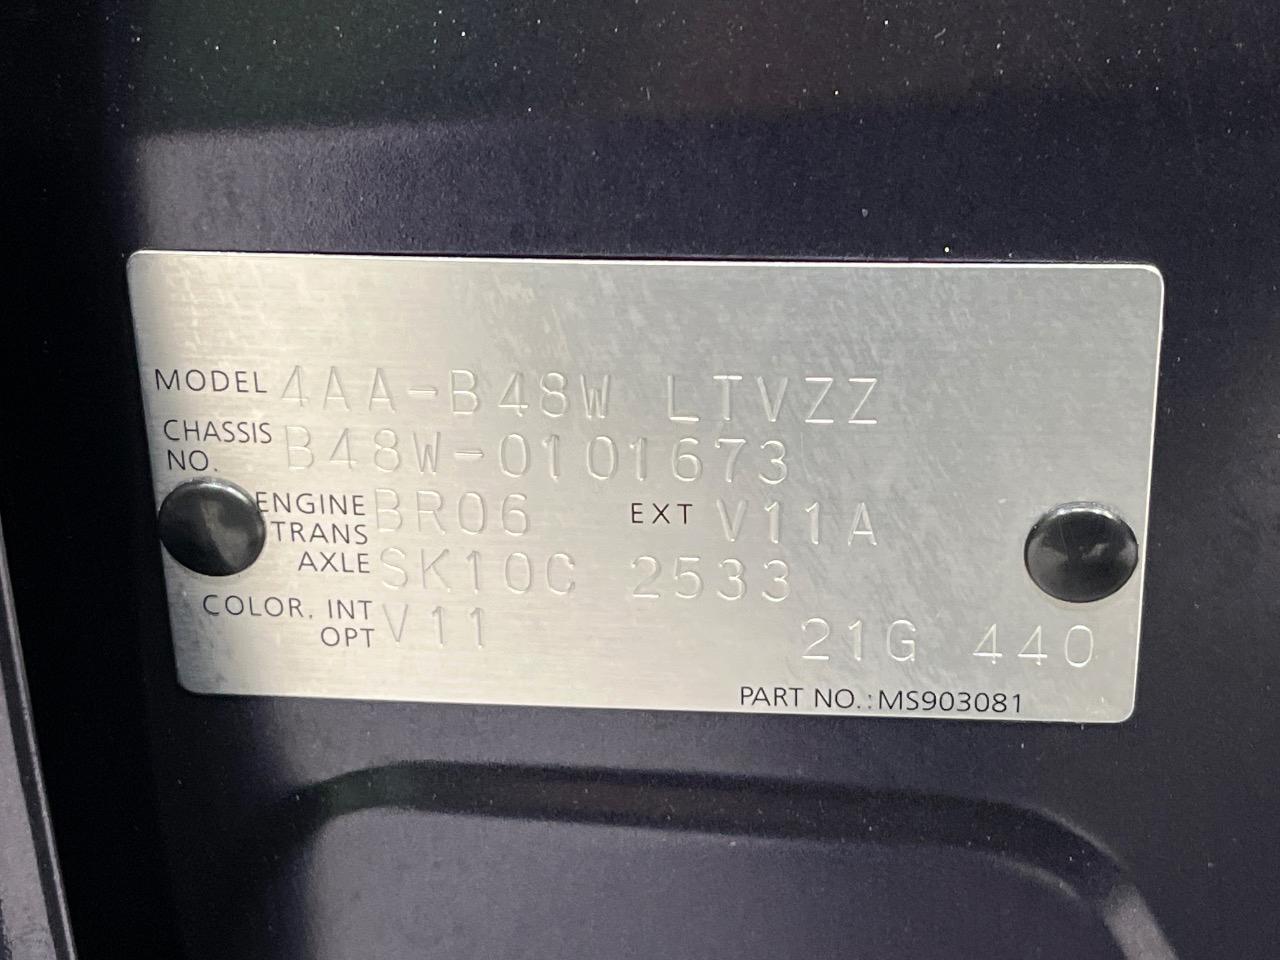 MODEL 4AA-B48W LTVZZ
CHASSIS NO. B48W-0101673
ENGINE BR06 EXT V11A
TRANS AXLE SK10C 2533
COLOR. INT V11
OPT 21G 440
PART NO.:MS903081